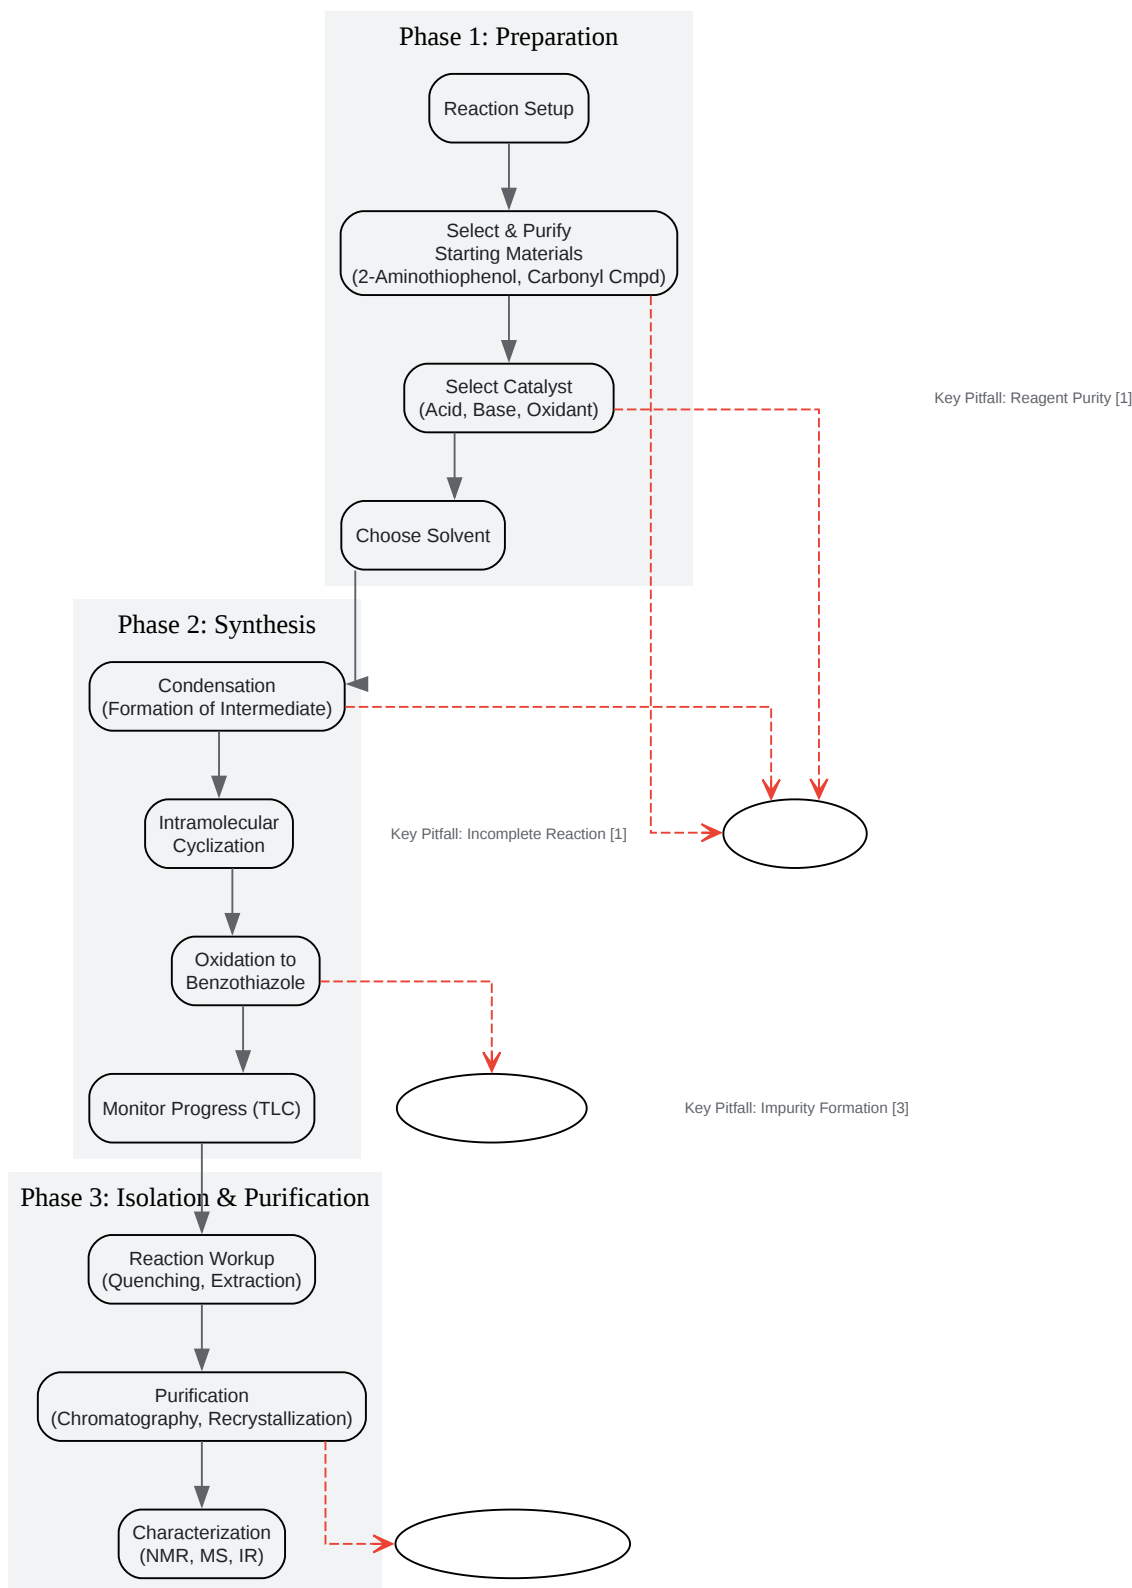 Phase 1: Preparation
Reaction Setup
Select & Purify
Starting Materials
(2-Aminothiophenol, Carbonyl Cmpd)
Select Catalyst
(Acid, Base, Oxidant)
Key Pitfall: Reagent Purity [1]
Choose Solvent
Phase 2: Synthesis
Condensation
(Formation of Intermediate)
Intramolecular
Cyclization
Key Pitfall: Incomplete Reaction [1]
Oxidation to
Benzothiazole
Monitor Progress (TLC)
Key Pitfall: Impurity Formation [3]
Phase 3: Isolation & Purification
Reaction Workup
(Quenching, Extraction)
Purification
(Chromatography, Recrystallization)
Characterization
(NMR, MS, IR)